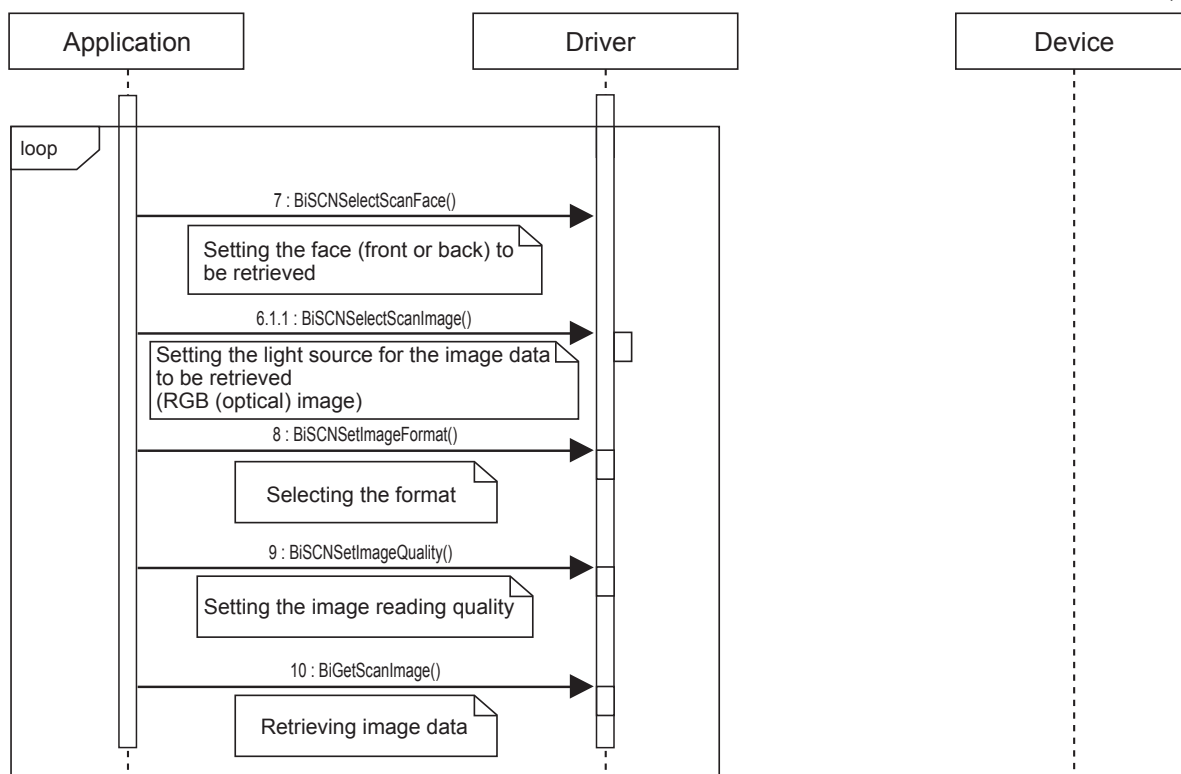 Application
Driver
Device
loop
7 : BiSCNSelectScanFace()
Setting the face (front or back) to
be retrieved
6.1.1 : BiSCNSelectScanImage()
Setting the light source for the image data
to be retrieved
(RGB (optical) image)
8 : BiSCNSetImageFormat()
Selecting the format
9 : BiSCNSetImageQuality()
Setting the image reading quality
10 : BiGetScanImage()
Retrieving image data